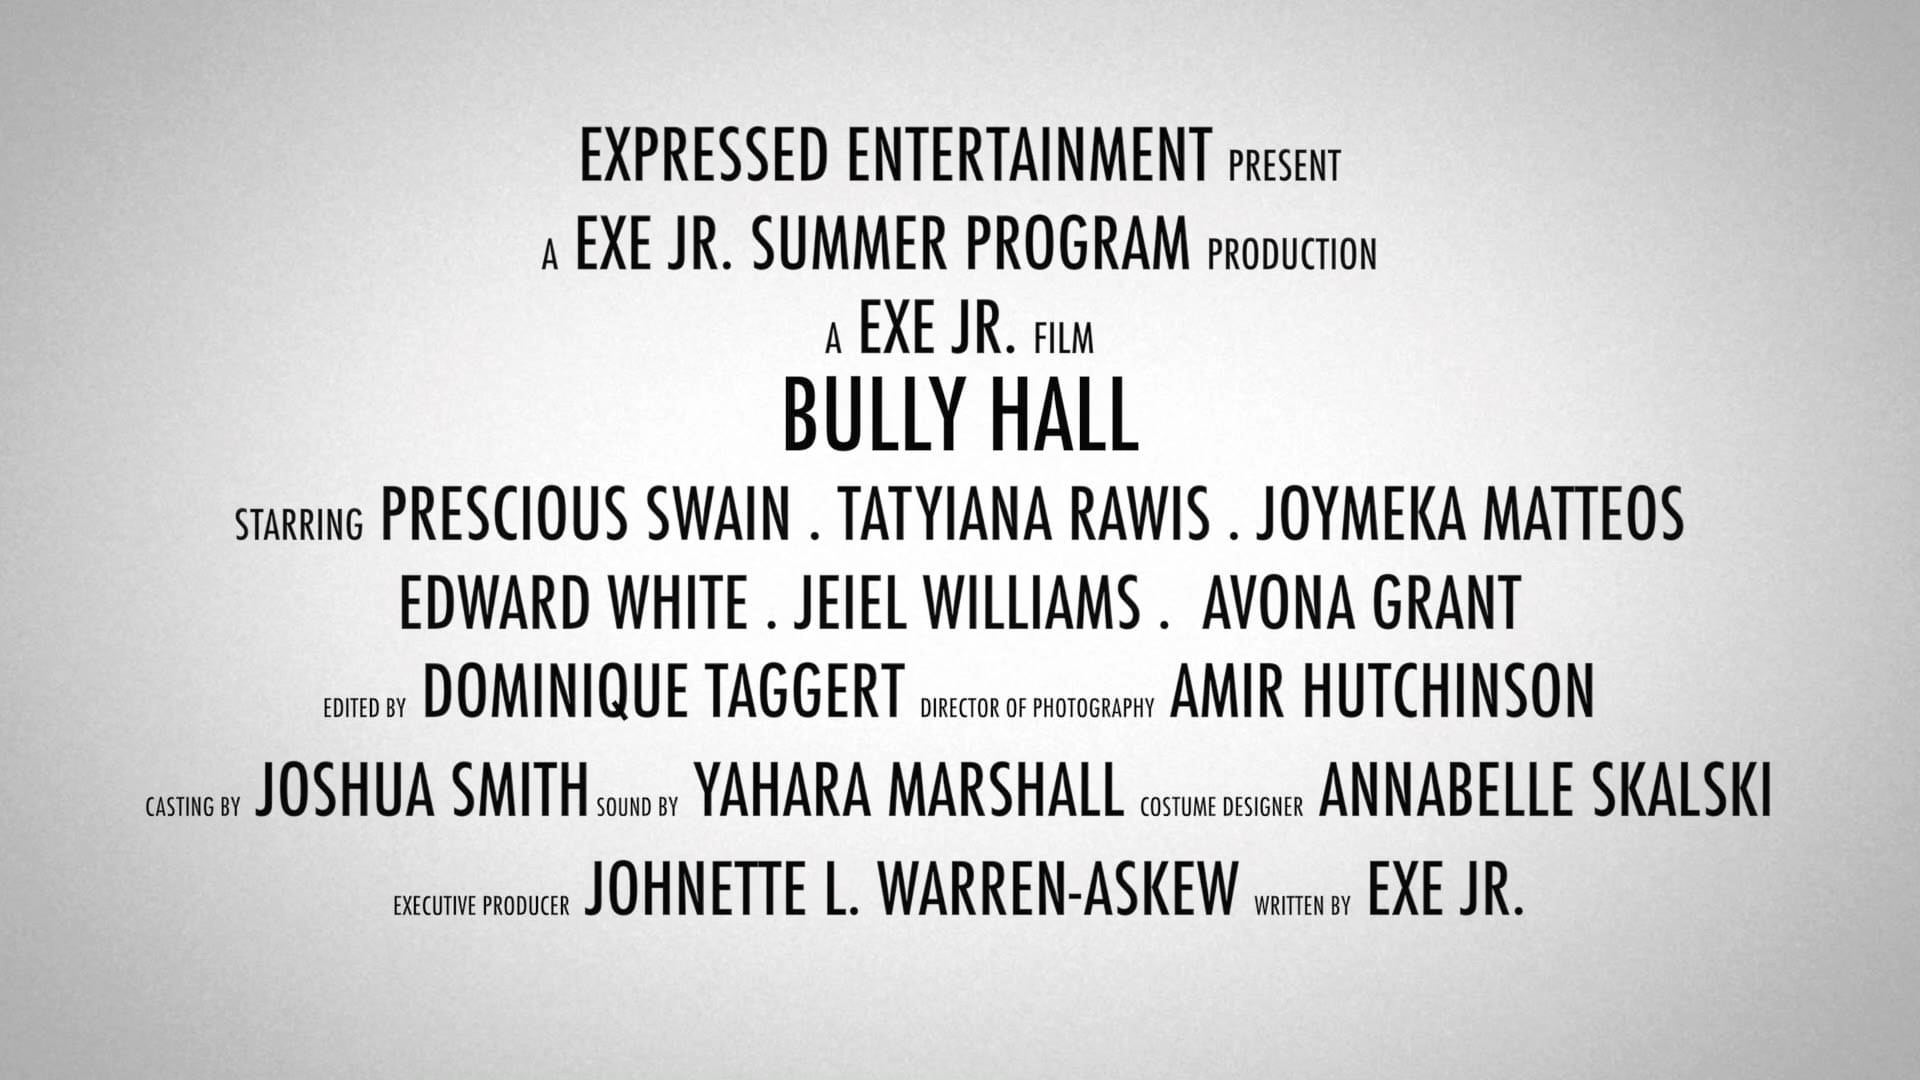 EXPRESSED ENTERTAINMENT PRESENT
A EXE JR. SUMMER PROGRAM PRODUCTION
A EXE JR. FILM
BULLY HALL
STARRING PRESCIOUS SWAIN . TATYIANA RAWIS . JOYMEKA MATTEOS
EDWARD WHITE . JEIEL WILLIAMS . AVONA GRANT
EDITED BY DOMINIQUE TAGGERT DIRECTOR OF PHOTOGRAPHY AMIR HUTCHINSON
CASTING BY JOSHUA SMITH SOUND BY YAHARA MARSHALL COSTUME DESIGNER ANNABELLE SKALSKI
EXECUTIVE PRODUCER JOHNETTE L. WARREN-ASKEW WRITTEN BY EXE JR.